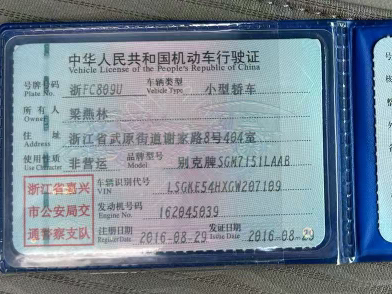 中华人民共和国机动车行驶证
Vehicle License of the People's Republic of China
号牌号码 浙FC809U 车辆类型 小型轿车
Plate No. Vehicle Type
所有人 梁燕林
Owner
住址 浙江省武原街道谢家路8号404室
Address
使用性质 非营运 品牌型号 别克牌SGM7151LAAB
Use Character Model
浙江省嘉兴
市公安局交
通警察支队
车辆识别代号 LSGKE54HXGW207109
VIN
发动机号码 162045039
Engine No.
注册日期 2016-08-29 发证日期 2016-08-
Register Date Issue Date